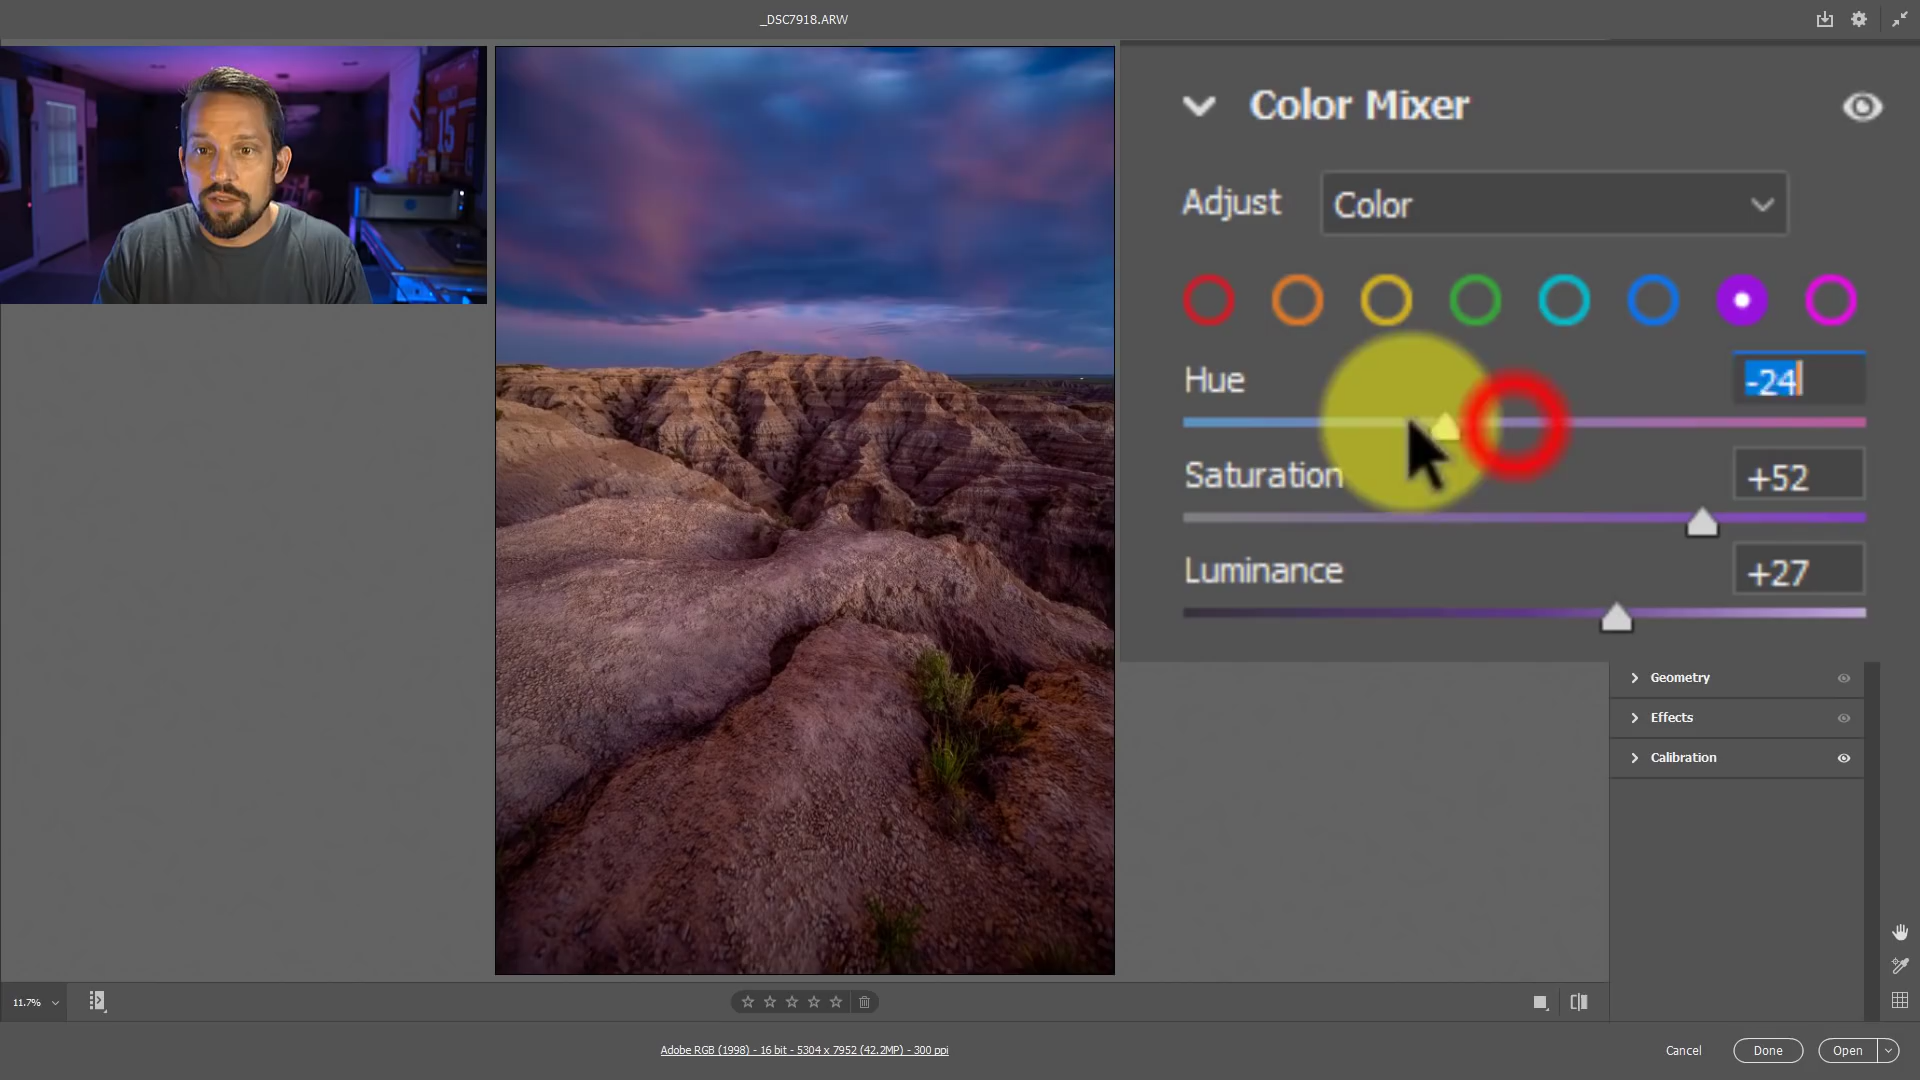 _DSC7918.ARW
15
Color Mixer
Adjust
Color
Hue
-24
Saturation
+52
Luminance
+27
Geometry
Effects
Calibration
11.7%
Adobe RGB (1998) - 16 bit - 5304 x 7952 (42.2MP) - 300 ppi
Cancel
Done
Open